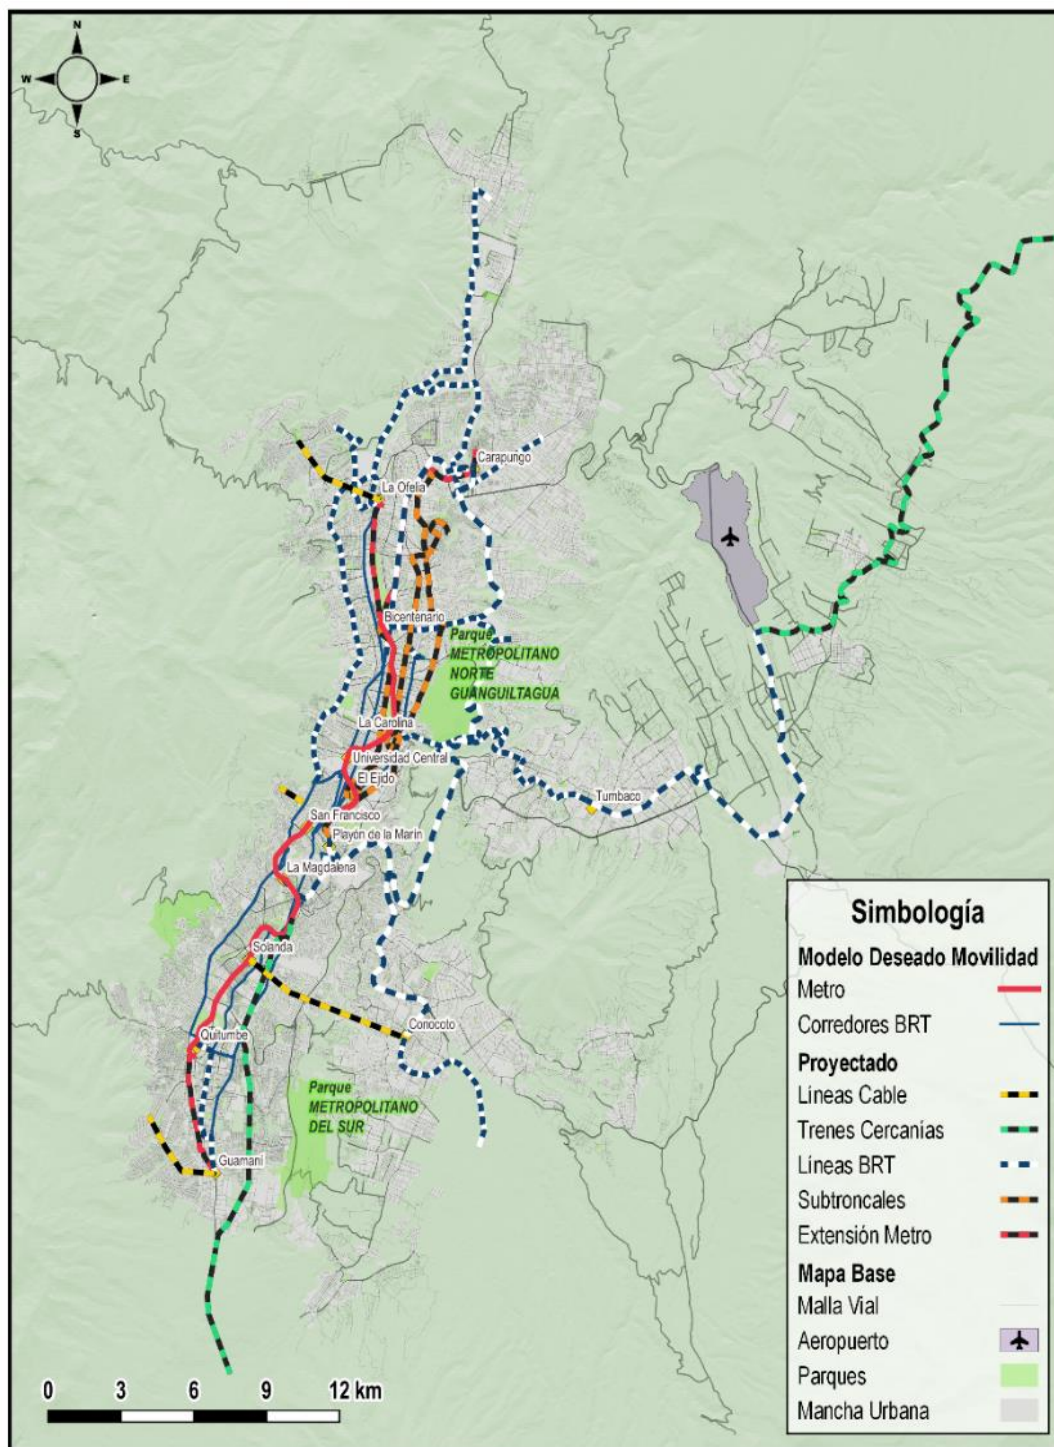 N
W E
S
Carapungo
La Ofelia
Bicentenario
Parque
METROPOLITANO
NORTE
GUANGUILTAGUA
La Carolina
Universidad Central
El Ejido
Tumbaco
San Francisco
Playón de la Marín
La Magdalena
Solanda
Conocoto
Quitumbe
Parque
METROPOLITANO
DEL SUR
Guamaní
0 3 6 9 12 km
Simbología
Modelo Deseado Movilidad
Metro
Corredores BRT
Proyectado
Líneas Cable
Trenes Cercanías
Líneas BRT
Subtroncales
Extensión Metro
Mapa Base
Malla Vial
Aeropuerto
Parques
Mancha Urbana